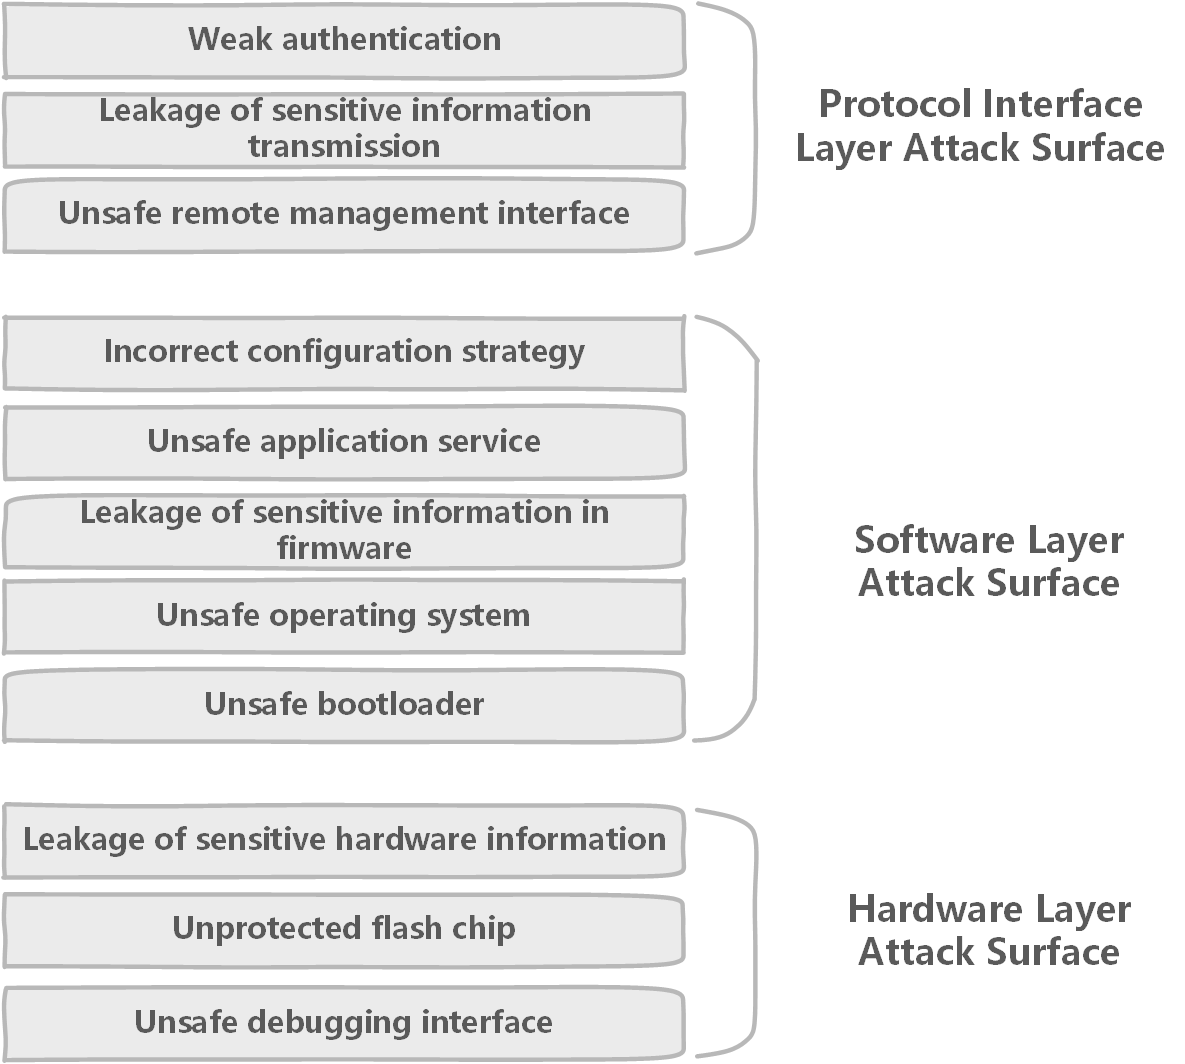 Weak authentication
Leakage of sensitive information
transmission
Unsafe remote management interface
Protocol Interface
Layer Attack Surface
Incorrect configuration strategy
Unsafe application service
Leakage of sensitive information in
firmware
Unsafe operating system
Unsafe bootloader
Software Layer
Attack Surface
Leakage of sensitive hardware information
Unprotected flash chip
Unsafe debugging interface
Hardware Layer
Attack Surface